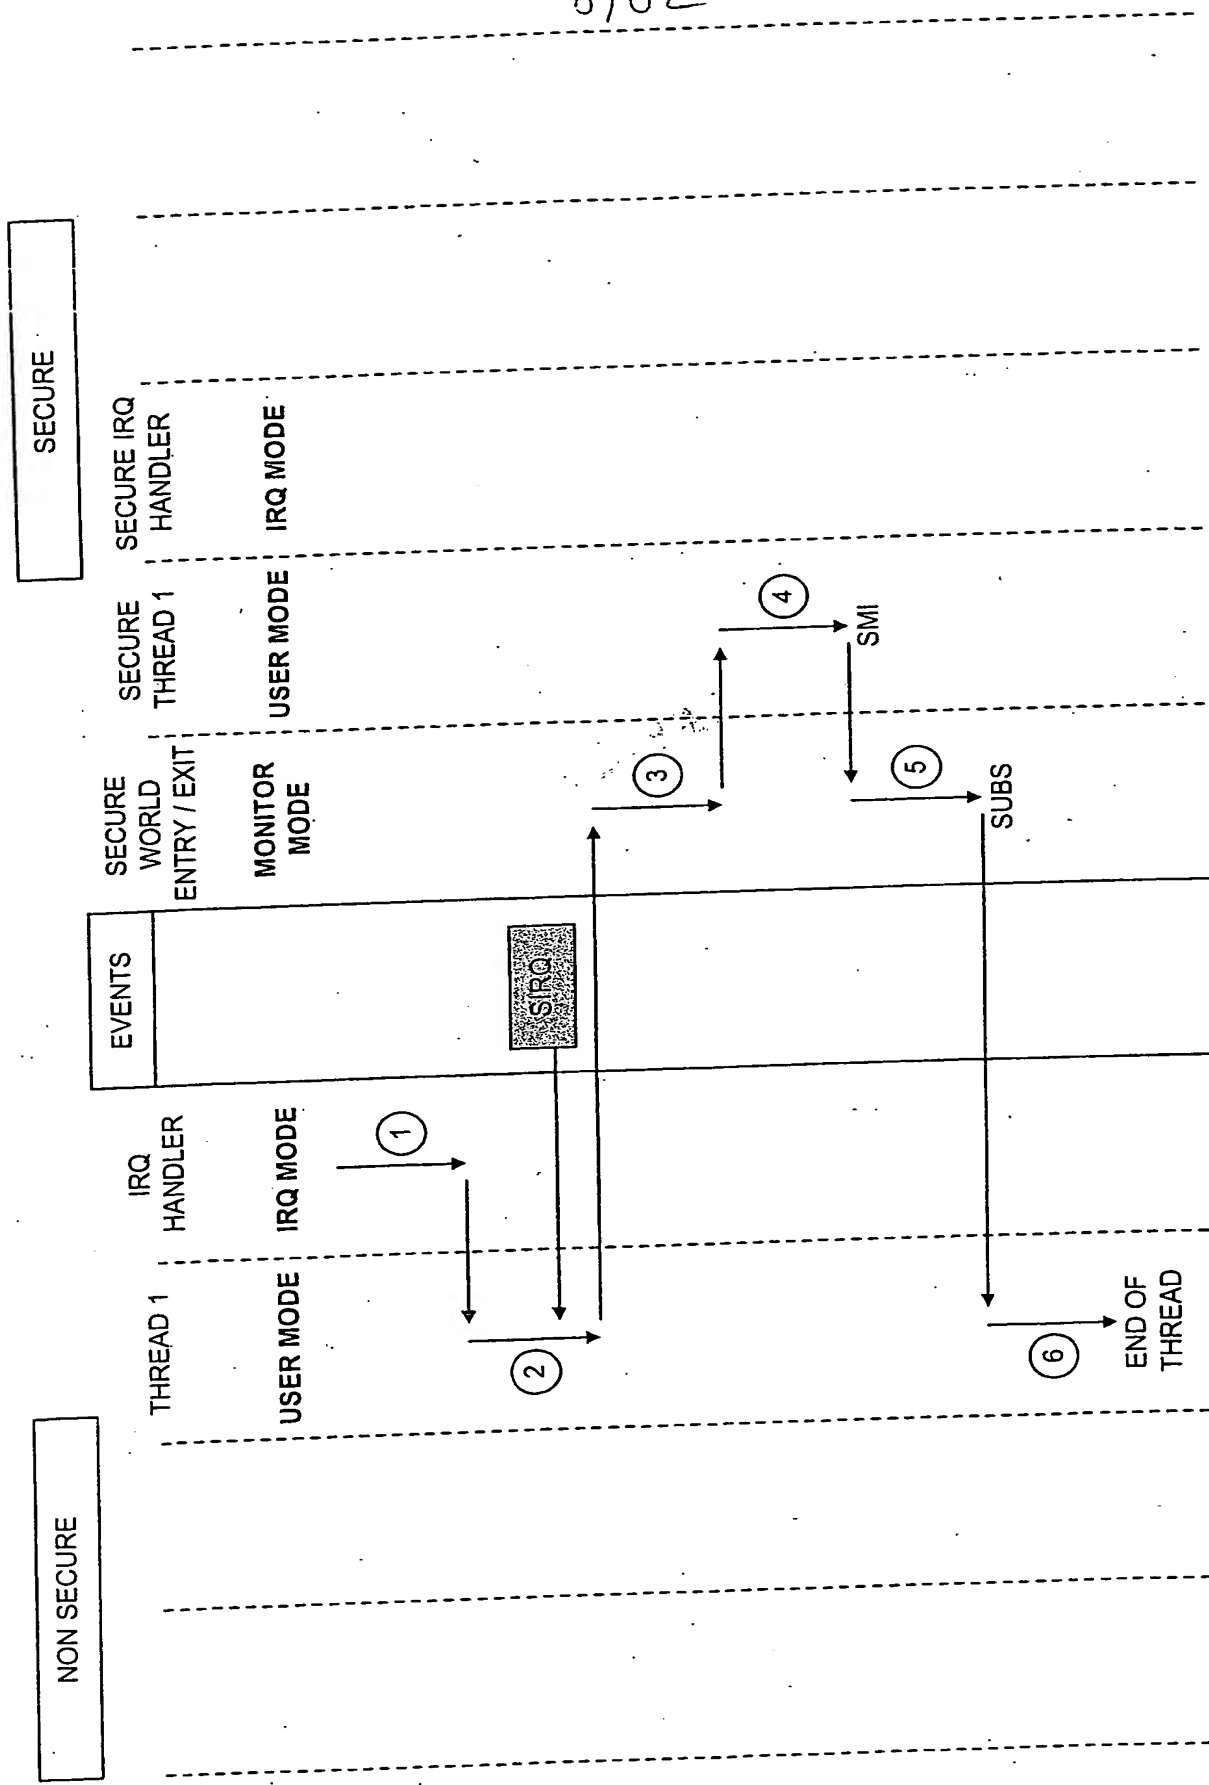 NON SECURE
SECURE
THREAD 1
USER MODE
IRQ
HANDLER
IRQ MODE
EVENTS
SECURE
WORLD
ENTRY / EXIT
MONITOR
MODE
SECURE
THREAD 1
USER MODE
SECURE IRQ
HANDLER
IRQ MODE
1
2
SIRQ
3
4
SMI
5
SUBS
6
END OF
THREAD